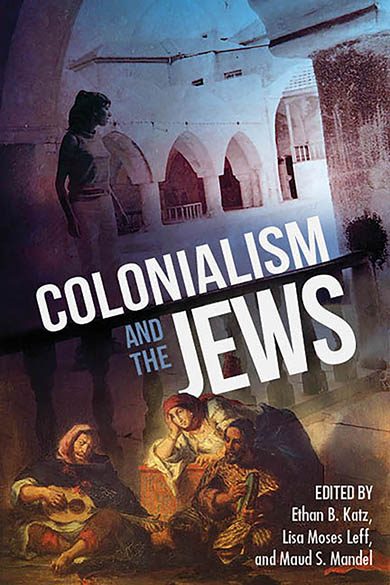 COLONIALISM
AND
THE
JEWS
EDITED BY
Ethan B. Katz,
Lisa Moses Leff,
and Maud S. Mandel